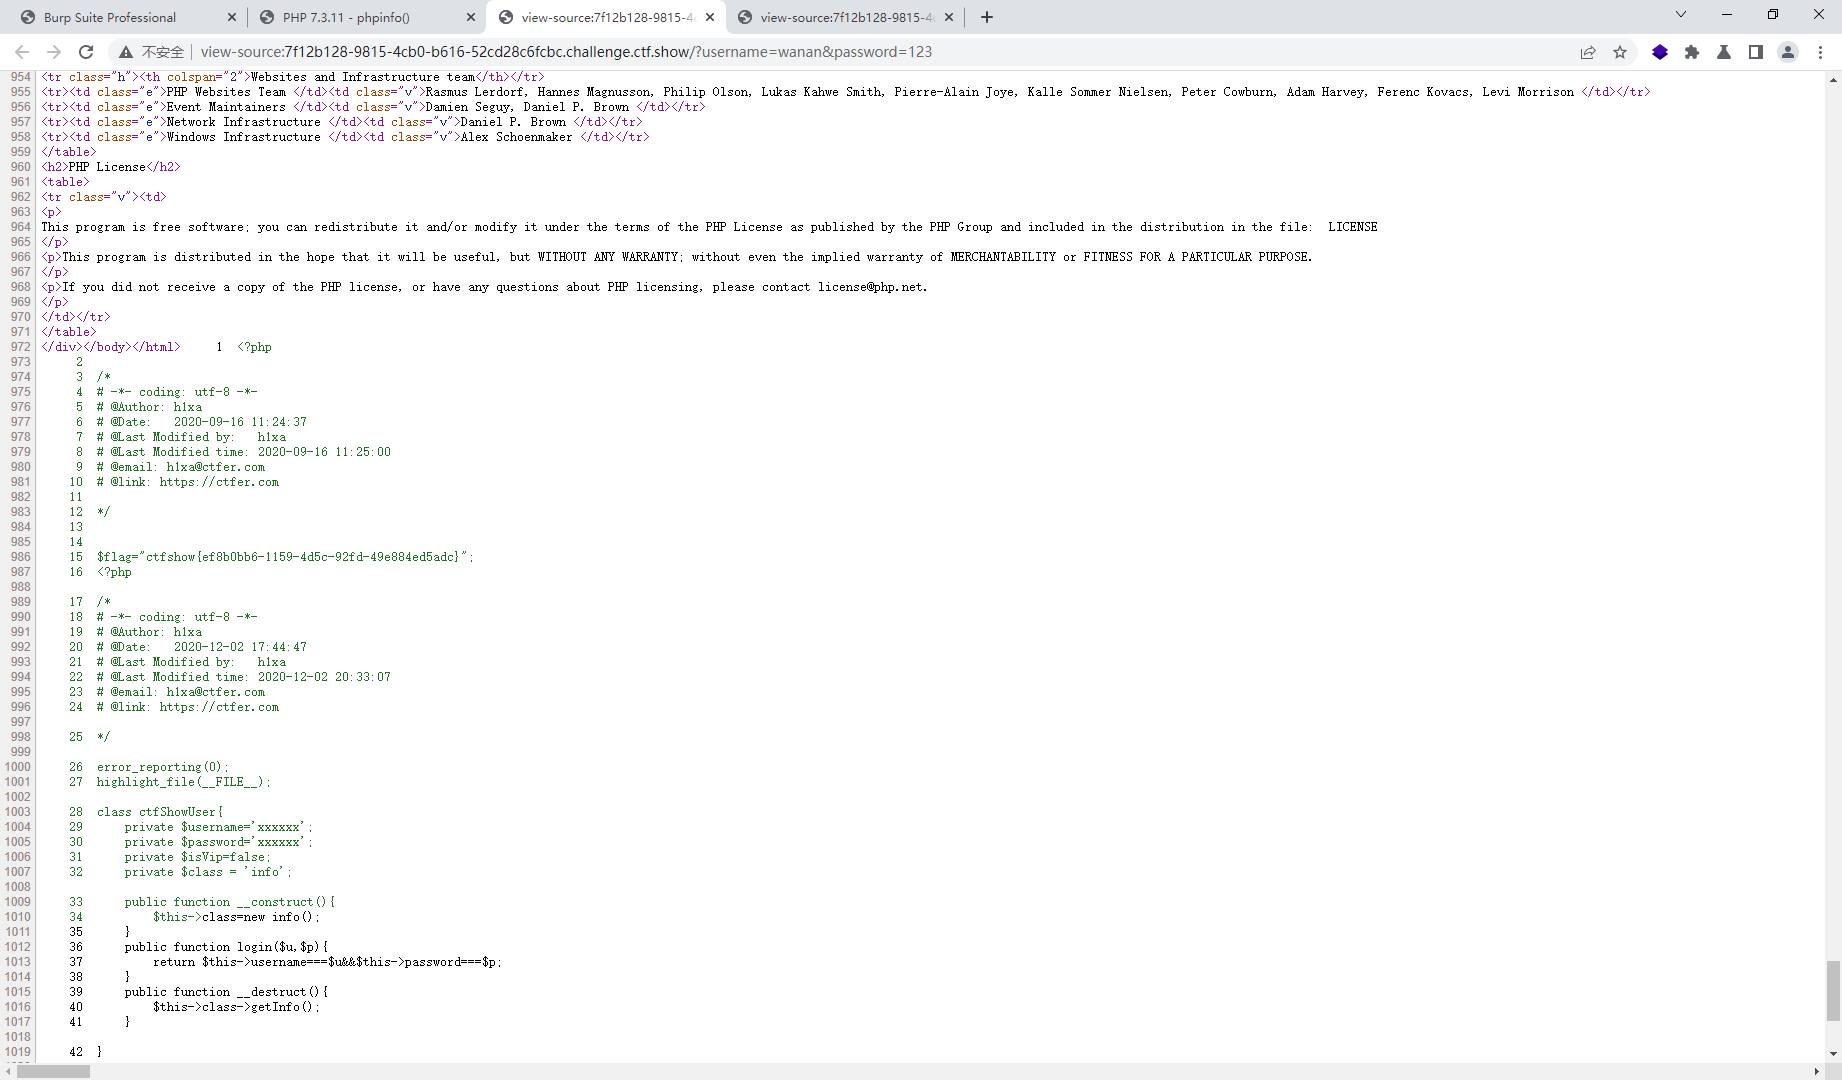 Burp Suite Professional
PHP 7.3.11 - phpinfo()
view-source:7f12b128-9815-4c
view-source:7f12b128-9815-4c
不安全 view-source:7f12b128-9815-4cb0-b616-52cd28c6fcbc.challenge.ctf.show/?username=wanan&password=123
954 <tr class="h"><th colspan="2">Websites and Infrastructure team</th></tr>
955 <tr><td class="e">PHP Websites Team </td><td class="v">Rasmus Lerdorf, Hannes Magnusson, Philip Olson, Lukas Kahwe Smith, Pierre-Alain Joye, Kalle Sommer Nielsen, Peter Cowburn, Adam Harvey, Ferenc Kovacs, Levi Morrison </td></tr>
956 <tr><td class="e">Event Maintainers </td><td class="v">Damien Seguy, Daniel P. Brown </td></tr>
957 <tr><td class="e">Network Infrastructure </td><td class="v">Daniel P. Brown </td></tr>
958 <tr><td class="e">Windows Infrastructure </td><td class="v">Alex Schoenmaker </td></tr>
959 </table>
960 <h2>PHP License</h2>
961 <table>
962 <tr class="v"><td>
963 <p>
964 This program is free software; you can redistribute it and/or modify it under the terms of the PHP License as published by the PHP Group and included in the distribution in the file:  LICENSE
965 </p>
966 <p>This program is distributed in the hope that it will be useful, but WITHOUT ANY WARRANTY; without even the implied warranty of MERCHANTABILITY or FITNESS FOR A PARTICULAR PURPOSE.
967 </p>
968 <p>If you did not receive a copy of the PHP license, or have any questions about PHP licensing, please contact license@php.net.
969 </p>
970 </td></tr>
971 </table>
972 </div></body></html>     1  <?php
973 2
974 3 /*
975 4 # -*- coding: utf-8 -*-
976 5 # @Author: h1xa
977 6 # @Date:   2020-09-16 11:24:37
978 7 # @Last Modified by:   h1xa
979 8 # @Last Modified time: 2020-09-16 11:25:00
980 9 # @email: h1xa@ctfer.com
981 10 # @link: https://ctfer.com
982 11
983 12 */
984 13
985 14
986 15 $flag="ctfshow{ef8b0bb6-1159-4d5c-92fd-49e884ed5adc}";
987 16 <?php
988
989 17 /*
990 18 # -*- coding: utf-8 -*-
991 19 # @Author: h1xa
992 20 # @Date:   2020-12-02 17:44:47
993 21 # @Last Modified by:   h1xa
994 22 # @Last Modified time: 2020-12-02 20:33:07
995 23 # @email: h1xa@ctfer.com
996 24 # @link: https://ctfer.com
997
998 25 */
999
1000 26 error_reporting(0);
1001 27 highlight_file(__FILE__);
1002
1003 28 class ctfShowUser{
1004 29     private $username='xxxxxx';
1005 30     private $password='xxxxxx';
1006 31     private $isVip=false;
1007 32     private $class = 'info';
1008
1009 33     public function __construct(){
1010 34         $this->class=new info();
1011 35     }
1012 36     public function login($u,$p){
1013 37         return $this->username===$u&&$this->password===$p;
1014 38     }
1015 39     public function __destruct(){
1016 40         $this->class->getInfo();
1017 41     }
1018
1019 42 }